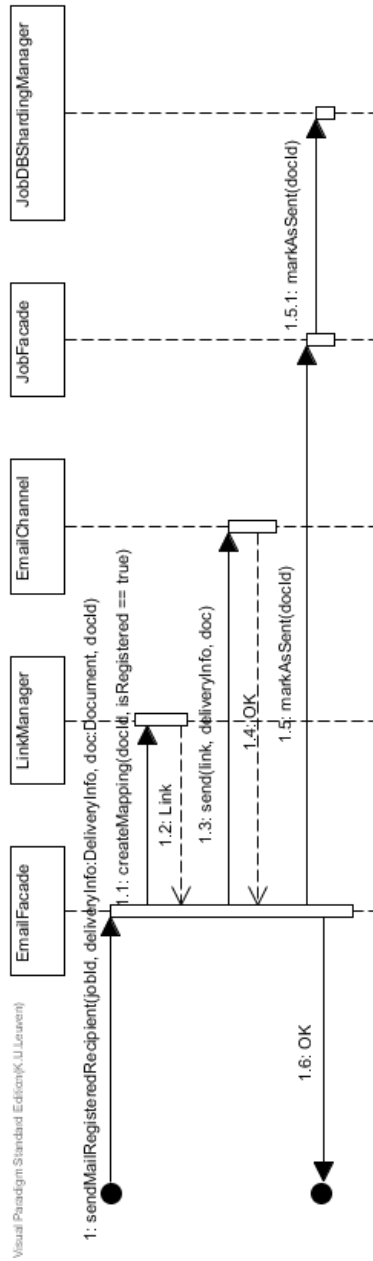 Visual Paradigm Standard Edition(K.U.Leuven)
EmailFacade
LinkManager
EmailChannel
JobFacade
JobDBShardingManager
1: sendMailRegisteredRecipient(jobId, deliveryInfo:DeliveryInfo, doc:Document, docId)
1.1: createMapping(docId, isRegistered == true)
1.2: Link
1.3: send(link, deliveryInfo, doc)
1.4: OK
1.5: markAsSent(docId)
1.5.1: markAsSent(docId)
1.6: OK